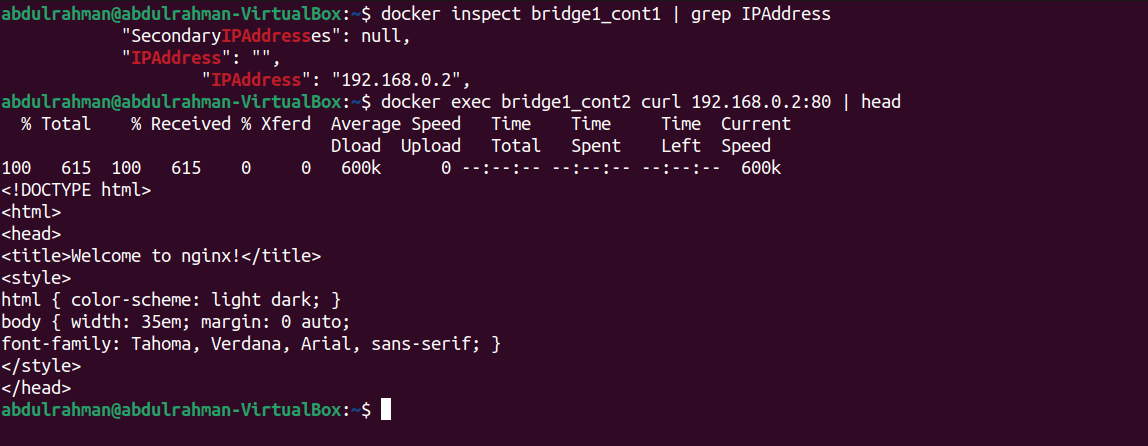 abdulrahman@abdulrahman-VirtualBox:~$ docker inspect bridge1_cont1 | grep IPAddress
            "SecondaryIPAddresses": null,
            "IPAddress": "",
                    "IPAddress": "192.168.0.2",
abdulrahman@abdulrahman-VirtualBox:~$ docker exec bridge1_cont2 curl 192.168.0.2:80 | head
  % Total    % Received % Xferd  Average Speed   Time    Time     Time  Current
                                 Dload  Upload   Total   Spent    Left  Speed
100   615  100   615    0     0   600k      0 --:--:-- --:--:-- --:--:--  600k
<!DOCTYPE html>
<html>
<head>
<title>Welcome to nginx!</title>
<style>
html { color-scheme: light dark; }
body { width: 35em; margin: 0 auto;
font-family: Tahoma, Verdana, Arial, sans-serif; }
</style>
</head>
abdulrahman@abdulrahman-VirtualBox:~$